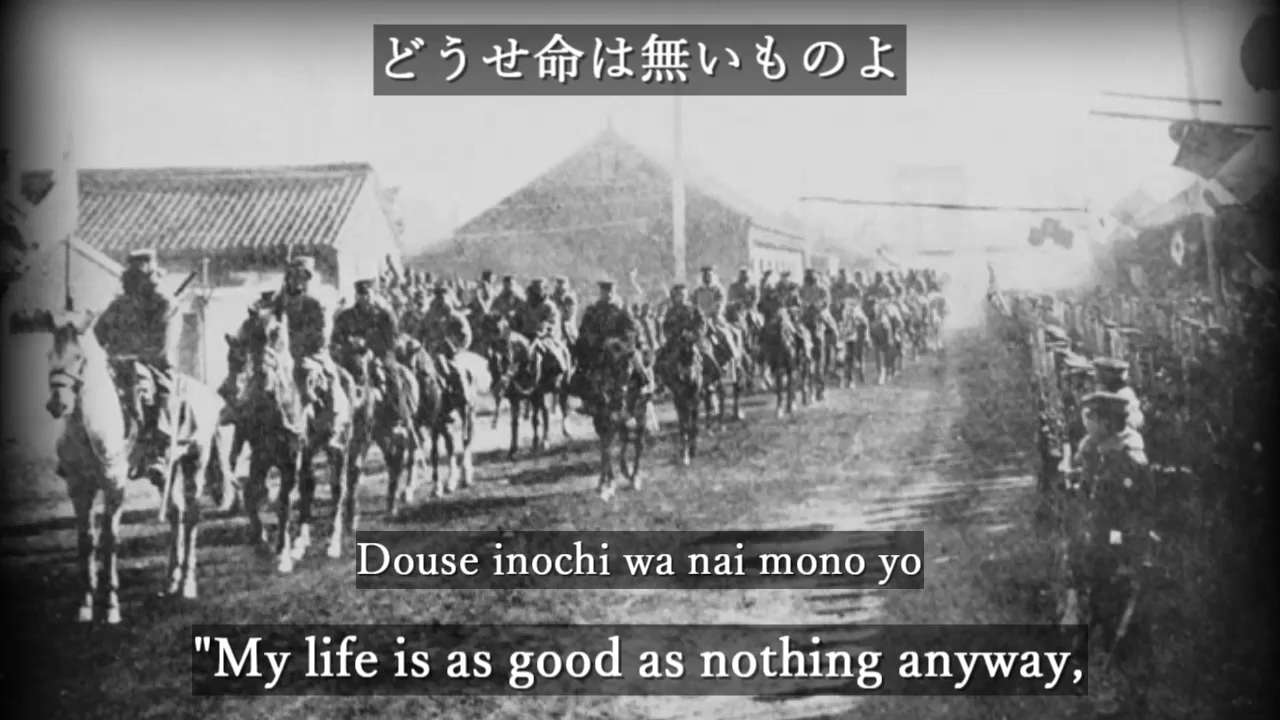 どうせ命は無いものよ
Douse inochi wa nai mono yo
"My life is as good as nothing anyway,